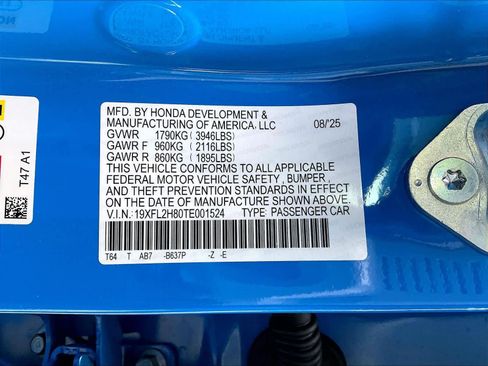 MFD. BY HONDA DEVELOPMENT &
MANUFACTURING OF AMERICA, LLC 08/'25
GVWR 1790KG ( 3946LBS)
GAWR F 960KG ( 2116LBS)
GAWR R 860KG ( 1895LBS)
THIS VEHICLE CONFORMS TO ALL APPLICABLE
FEDERAL MOTOR VEHICLE SAFETY , BUMPER ,
AND THEFT PREVENTION STANDARDS IN EFFECT
ON THE DATE OF MANUFACTURE SHOWN ABOVE.
V.I.N.: 19XFL2H80TE001524 TYPE: PASSENGER CAR
T64 T AB7 -B637P -Z -E
T47 A1